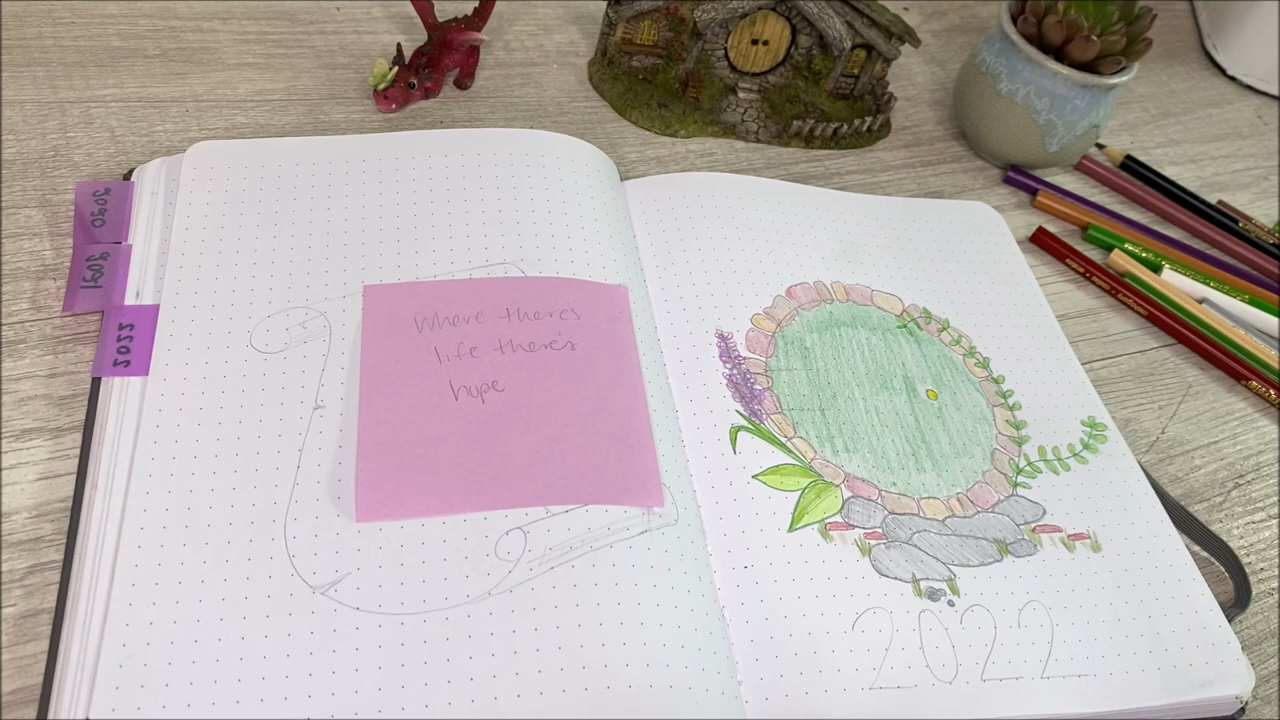 2020
2021
2022
Where there's
life there's
hope
2022